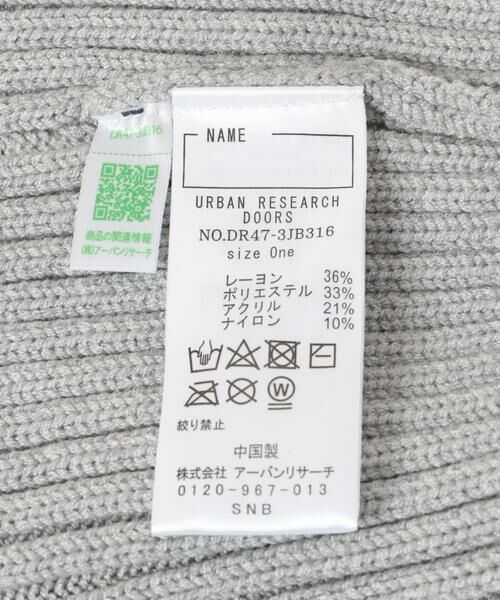 DR47-3JB16
商品の関連情報
(株)アーバンリサーチ
NAME
URBAN RESEARCH
DOORS
NO.DR47-3JB316
size One
レーヨン 36%
ポリエステル 33%
アクリル 21%
ナイロン 10%
W
絞り禁止
中国製
株式会社 アーバンリサーチ
0120-967-013
SNB